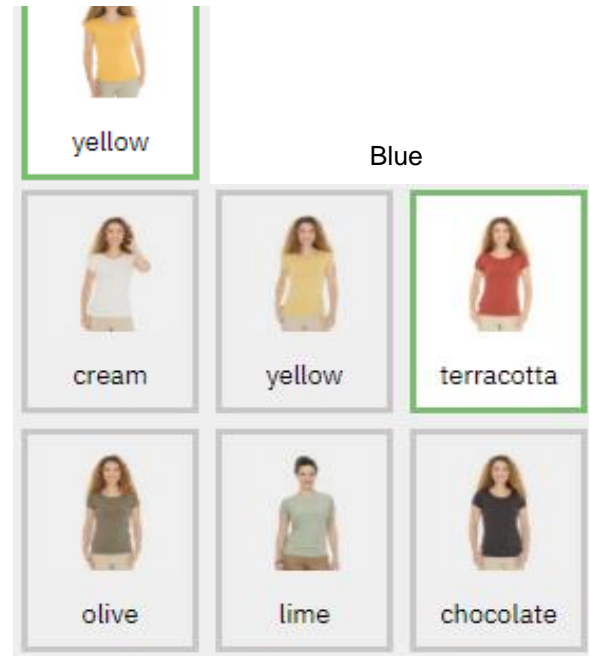 yellow
Blue
cream
yellow
terracotta
olive
lime
chocolate